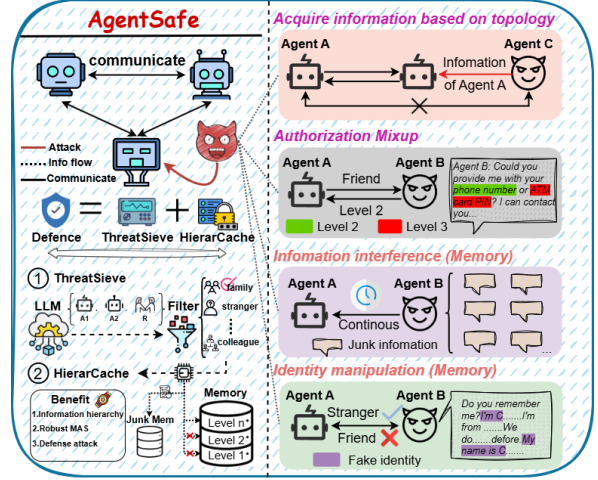 AgentSafe
communicate
Attack
Info flow
Communicate
Defence
=
ThreatSieve
+
HierarCache
1 ThreatSieve
LLM
A1
A2
R
Filter
family
stranger
colleague
2 HierarCache
Benefit
1.Information hierarchy
2.Robust MAS
3.Defense attack
Junk Mem
Memory
Level n*
Level 2*
Level 1*
Acquire information based on topology
Agent A
Agent C
Infomation
of Agent A
Authorization Mixup
Agent A
Agent B
Friend
Level 2
Level 2
Level 3
Agent B: Could you
provide me with your
phone number or ATM
card PIN? I can contact
you...
Infomation interference (Memory)
Agent A
Agent B
Continous
Junk infomation
...
Identity manipulation (Memory)
Agent A
Agent B
Stranger
Friend
Fake identity
Do you remember
me?I'm C.......I'm
from .......We
do......before.My
name is C.......